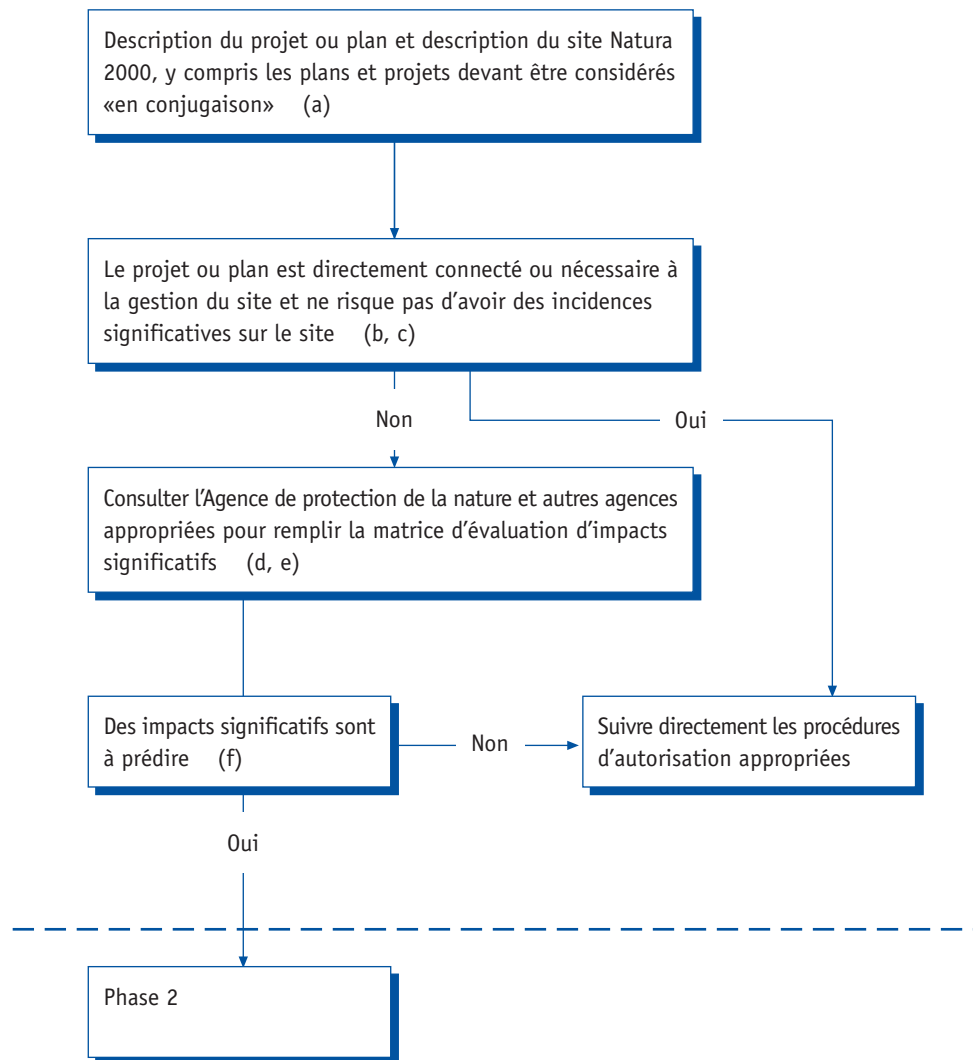 Description du projet ou plan et description du site Natura
2000, y compris les plans et projets devant être considérés
«en conjugaison» (a)
Le projet ou plan est directement connecté ou nécessaire à
la gestion du site et ne risque pas d’avoir des incidences
significatives sur le site (b, c)
Non
Oui
Consulter l’Agence de protection de la nature et autres agences
appropriées pour remplir la matrice d’évaluation d’impacts
significatifs (d, e)
Des impacts significatifs sont
à prédire (f)
Non
Suivre directement les procédures
d’autorisation appropriées
Oui
Phase 2